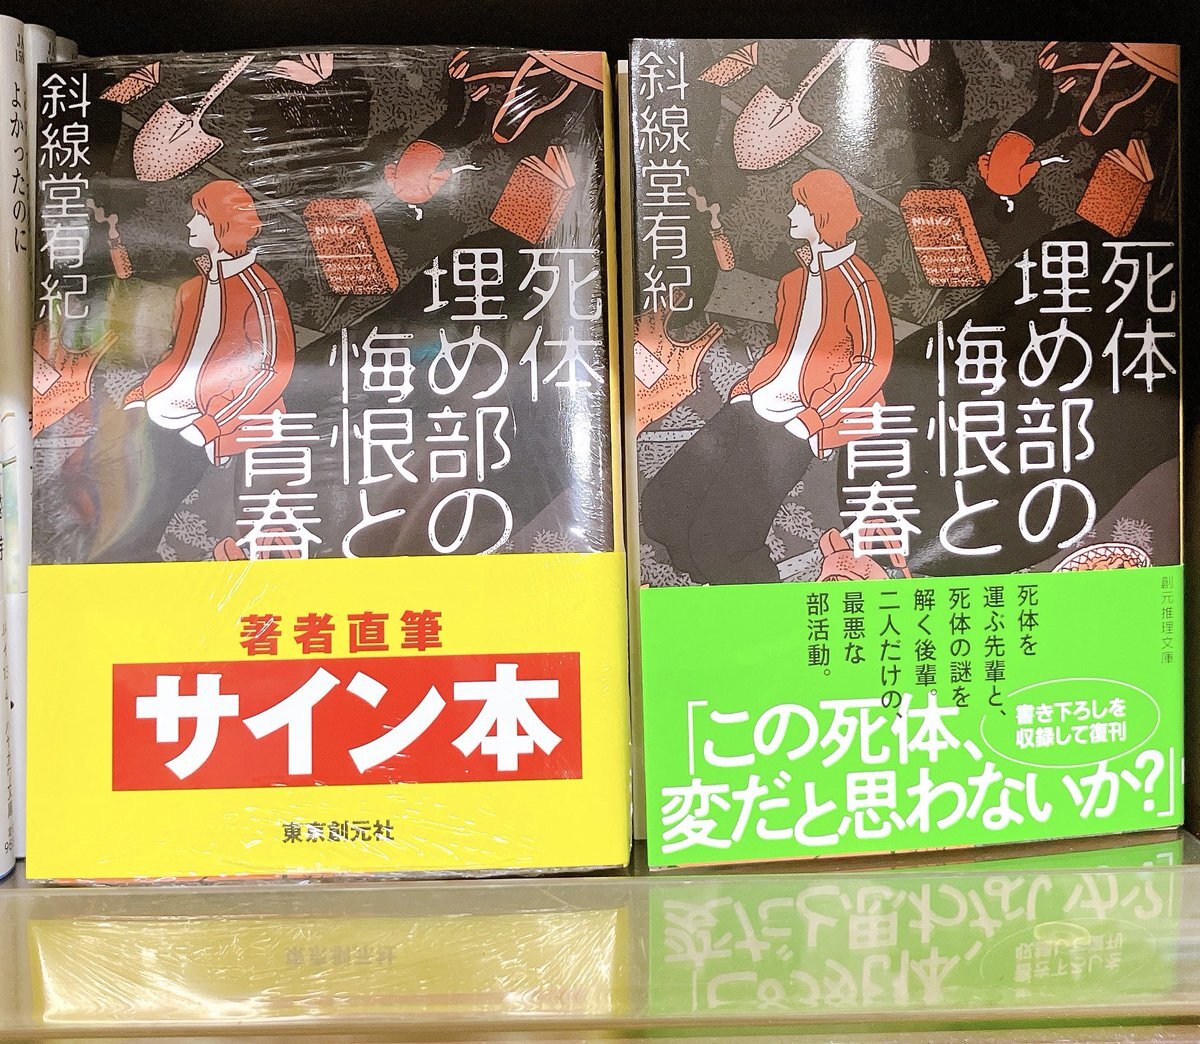 よかったのに
斜線堂有紀
死体
埋め部の
悔恨と
青春
著者直筆
サイン本
東京創元社
斜線堂有紀
死体
埋め部の
悔恨と
青春
創元推理文庫
死体を
運ぶ先輩と、
死体の謎を
解く後輩。
二人だけの、
最悪な
部活動。
書き下ろしを
収録して復刊
「この死体、
変だと思わないか?」